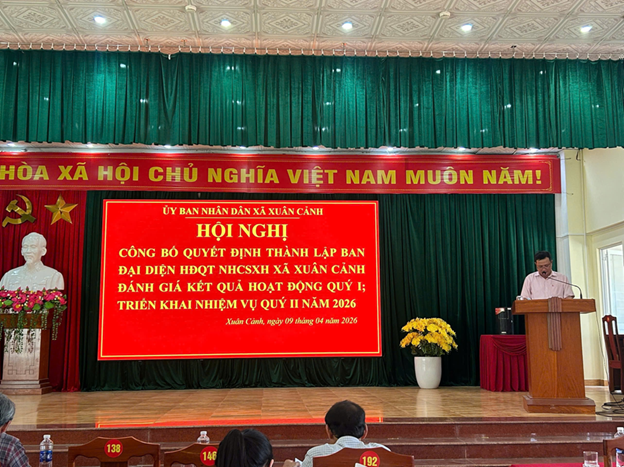 HÒA XÃ HỘI CHỦ NGHĨA VIỆT NAM MUÔN NĂM!
ỦY BAN NHÂN DÂN XÃ XUÂN CẢNH
HỘI NGHỊ
CÔNG BỐ QUYẾT ĐỊNH THÀNH LẬP BAN
ĐẠI DIỆN HĐQT NHCSXH XÃ XUÂN CẢNH
ĐÁNH GIÁ KẾT QUẢ HOẠT ĐỘNG QUÝ I;
TRIỂN KHAI NHIỆM VỤ QUÝ II NĂM 2026
Xuân Cảnh, ngày 09 tháng 04 năm 2026
138
146
192